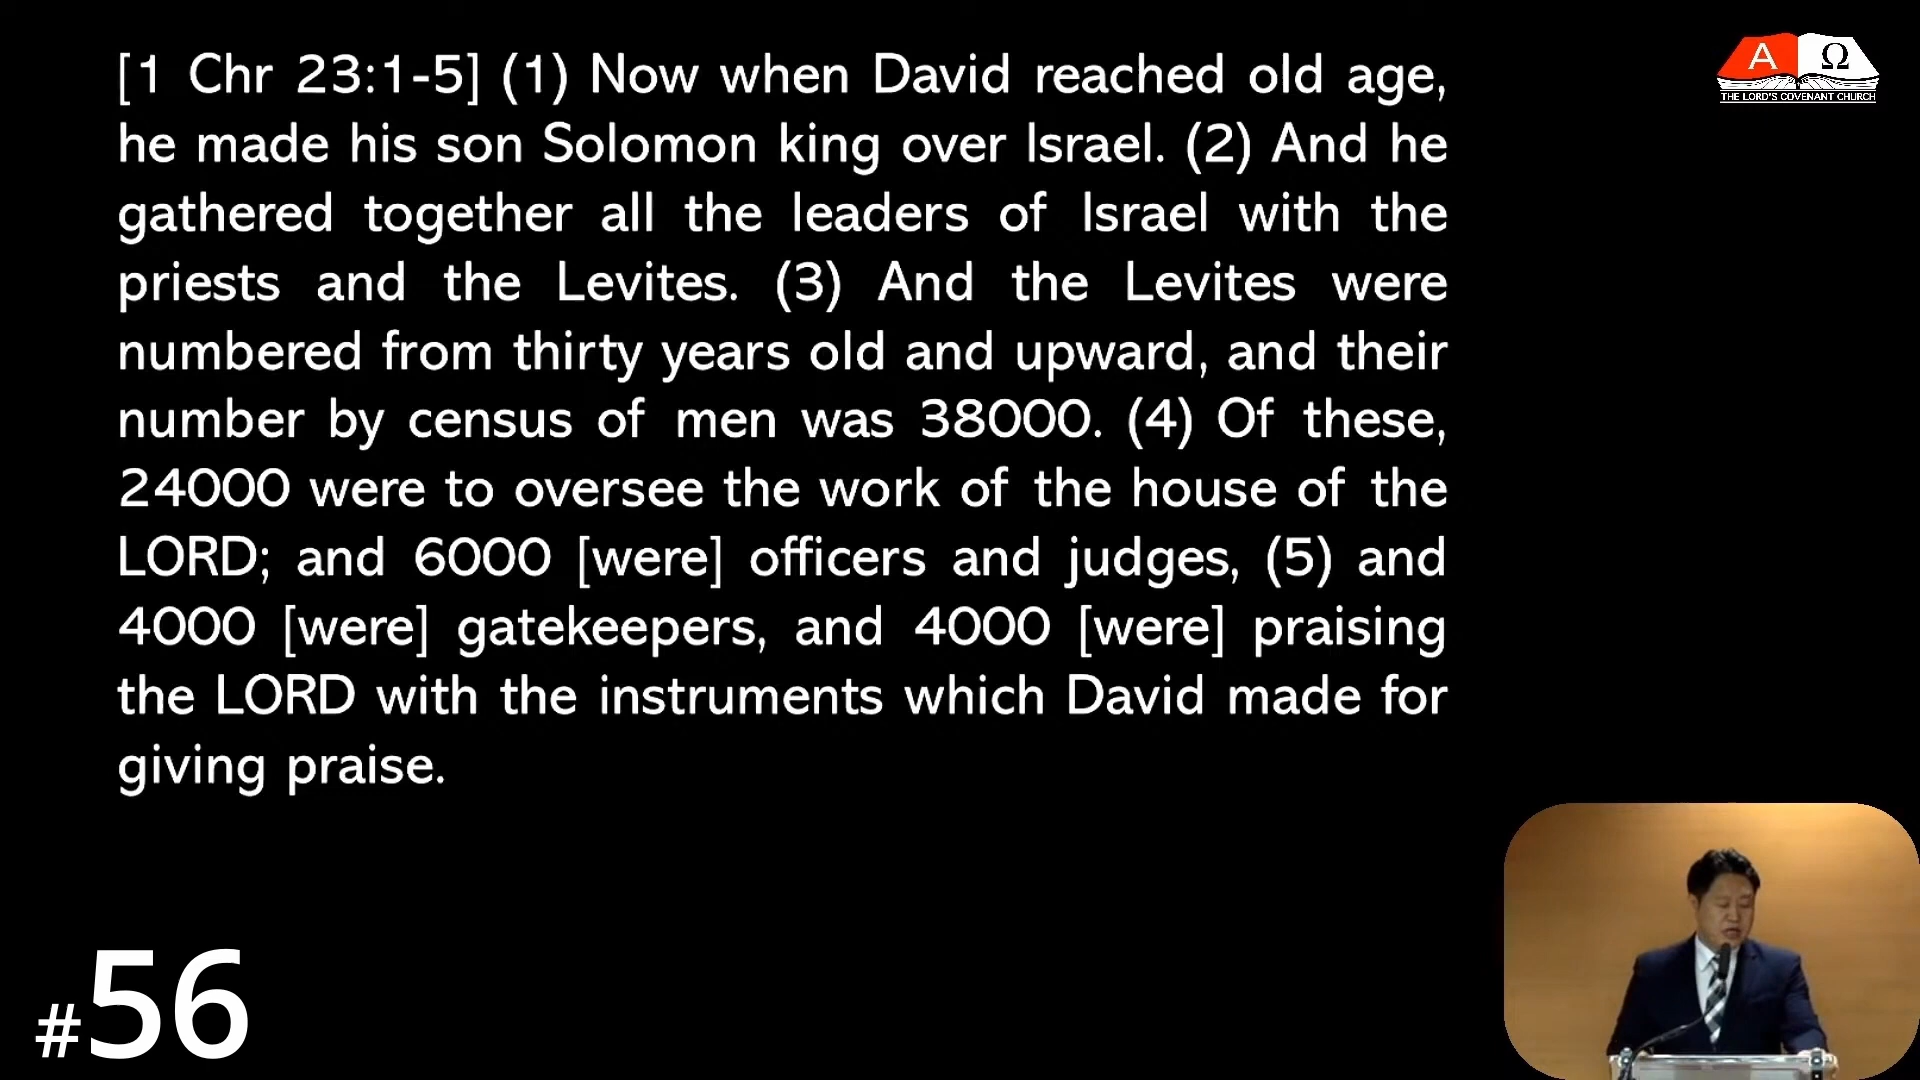 [1 Chr 23:1-5] (1) Now when David reached old age,
he made his son Solomon king over Israel. (2) And he
gathered together all the leaders of Israel with the
priests and the Levites. (3) And the Levites were
numbered from thirty years old and upward, and their
number by census of men was 38000. (4) Of these,
24000 were to oversee the work of the house of the
LORD; and 6000 [were] officers and judges, (5) and
4000 [were] gatekeepers, and 4000 [were] praising
the LORD with the instruments which David made for
giving praise.
A Ω
THE LORD'S COVENANT CHURCH
#56